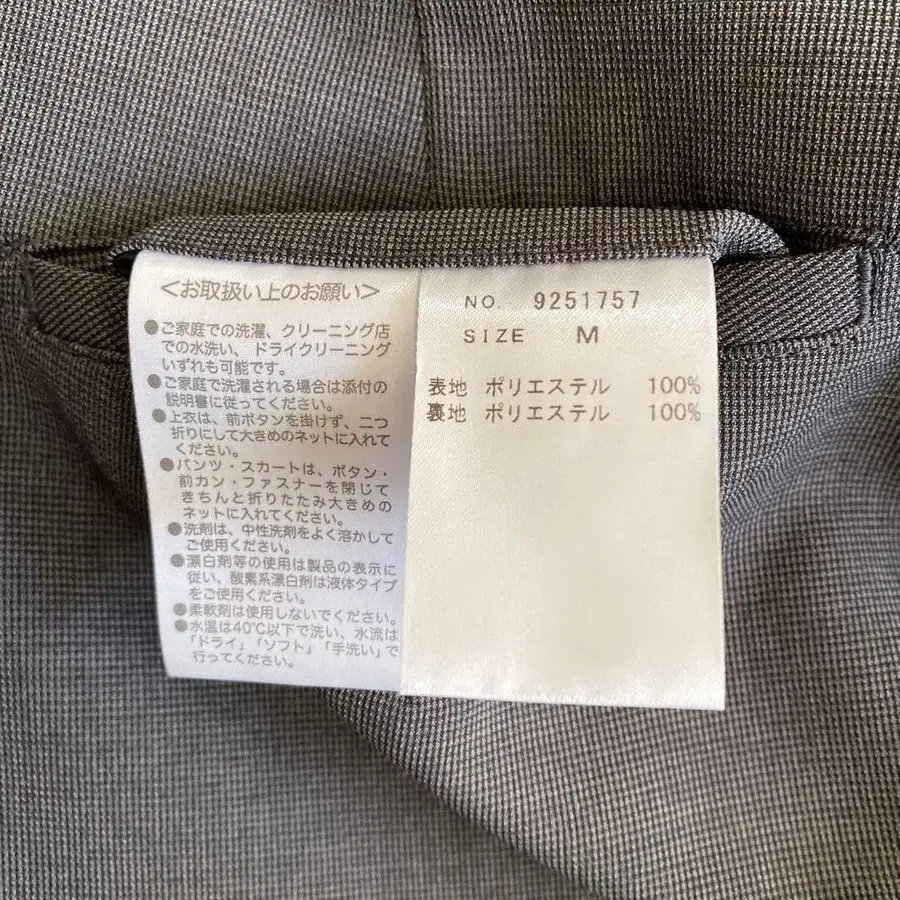 <お取扱い上のお願い>
●ご家庭での洗濯、クリーニング店
での水洗い、ドライクリーニング
いずれも可能です。
●ご家庭で洗濯される場合は添付の
説明書に従ってください。
●上衣は、前ボタンを掛けず、二つ
折りにして大きめのネットに入れて
ください。
●パンツ・スカートは、ボタン・
前カン・ファスナーを閉じて
きちんと折りたたみ大きめの
ネットに入れてください。
●洗剤は、中性洗剤をよく溶かして
ご使用ください。
●漂白剤等の使用は製品の表示に
従い、酸素系漂白剤は液体タイプ
をご使用ください。
●柔軟剤は使用しないでください。
●水温は40℃以下で洗い、水流は
「ドライ」「ソフト」「手洗い」で
行ってください。
NO. 9251757
SIZE M
表地 ポリエステル 100%
裏地 ポリエステル 100%